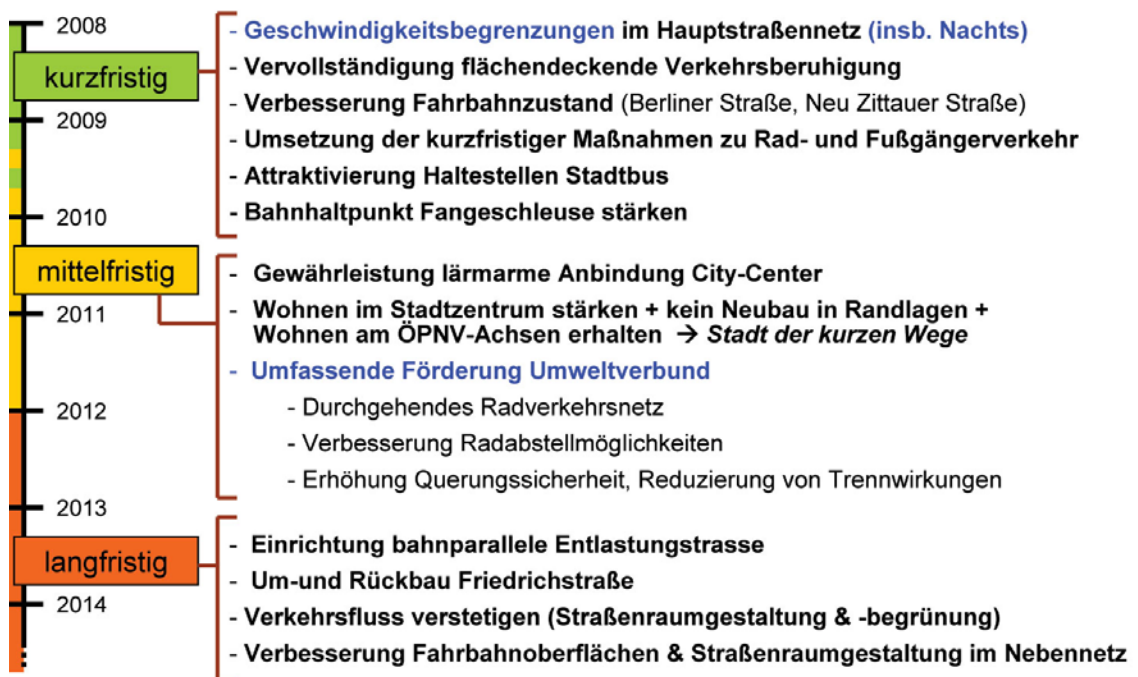 2008
kurzfristig
2009
2010
mittelfristig
2011
2012
2013
langfristig
2014
- Geschwindigkeitsbegrenzungen im Hauptstraßennetz (insb. Nachts)
- Vervollständigung flächendeckende Verkehrsberuhigung
- Verbesserung Fahrbahnzustand (Berliner Straße, Neu Zittauer Straße)
- Umsetzung der kurzfristiger Maßnahmen zu Rad- und Fußgängerverkehr
- Attraktivierung Haltestellen Stadtbus
- Bahnhaltpunkt Fangeschleuse stärken
- Gewährleistung lärmarme Anbindung City-Center
- Wohnen im Stadtzentrum stärken + kein Neubau in Randlagen +
Wohnen am ÖPNV-Achsen erhalten → Stadt der kurzen Wege
- Umfassende Förderung Umweltverbund
- Durchgehendes Radverkehrsnetz
- Verbesserung Radabstellmöglichkeiten
- Erhöhung Querungssicherheit, Reduzierung von Trennwirkungen
- Einrichtung bahnparallele Entlastungstrasse
- Um-und Rückbau Friedrichstraße
- Verkehrsfluss verstetigen (Straßenraumgestaltung & -begrünung)
- Verbesserung Fahrbahnoberflächen & Straßenraumgestaltung im Nebennetz